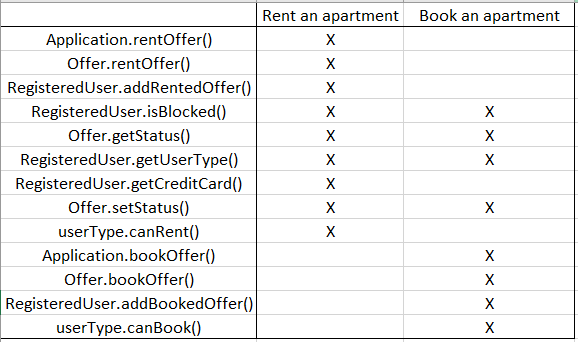 Rent an apartment Book an apartment
Application.rentOffer() X
Offer.rentOffer() X
RegisteredUser.addRentedOffer() X
RegisteredUser.isBlocked() X X
Offer.getStatus() X X
RegisteredUser.getUserType() X X
RegisteredUser.getCreditCard() X
Offer.setStatus() X X
userType.canRent() X
Application.bookOffer() X
Offer.bookOffer() X
RegisteredUser.addBookedOffer() X
userType.canBook() X